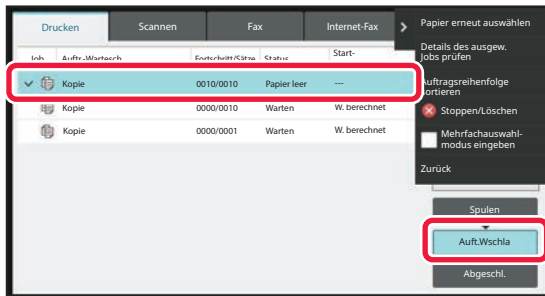 Drucken Scannen Fax Internet-Fax
Job Auftr-Wartesch Fortschritt/Sätze Status Start-
Kopie 0010/0010 Papier leer ---
Kopie 0000/0010 Warten W. berechnet
Kopie 0000/0001 Warten W. berechnet
Papier erneut auswählen
Details des ausgew.
Jobs prüfen
Auftragsreihenfolge
sortieren
Stoppen/Löschen
Mehrfachauswahl-
modus eingeben
Zurück
Spulen
Auft.Wschla
Abgeschl.